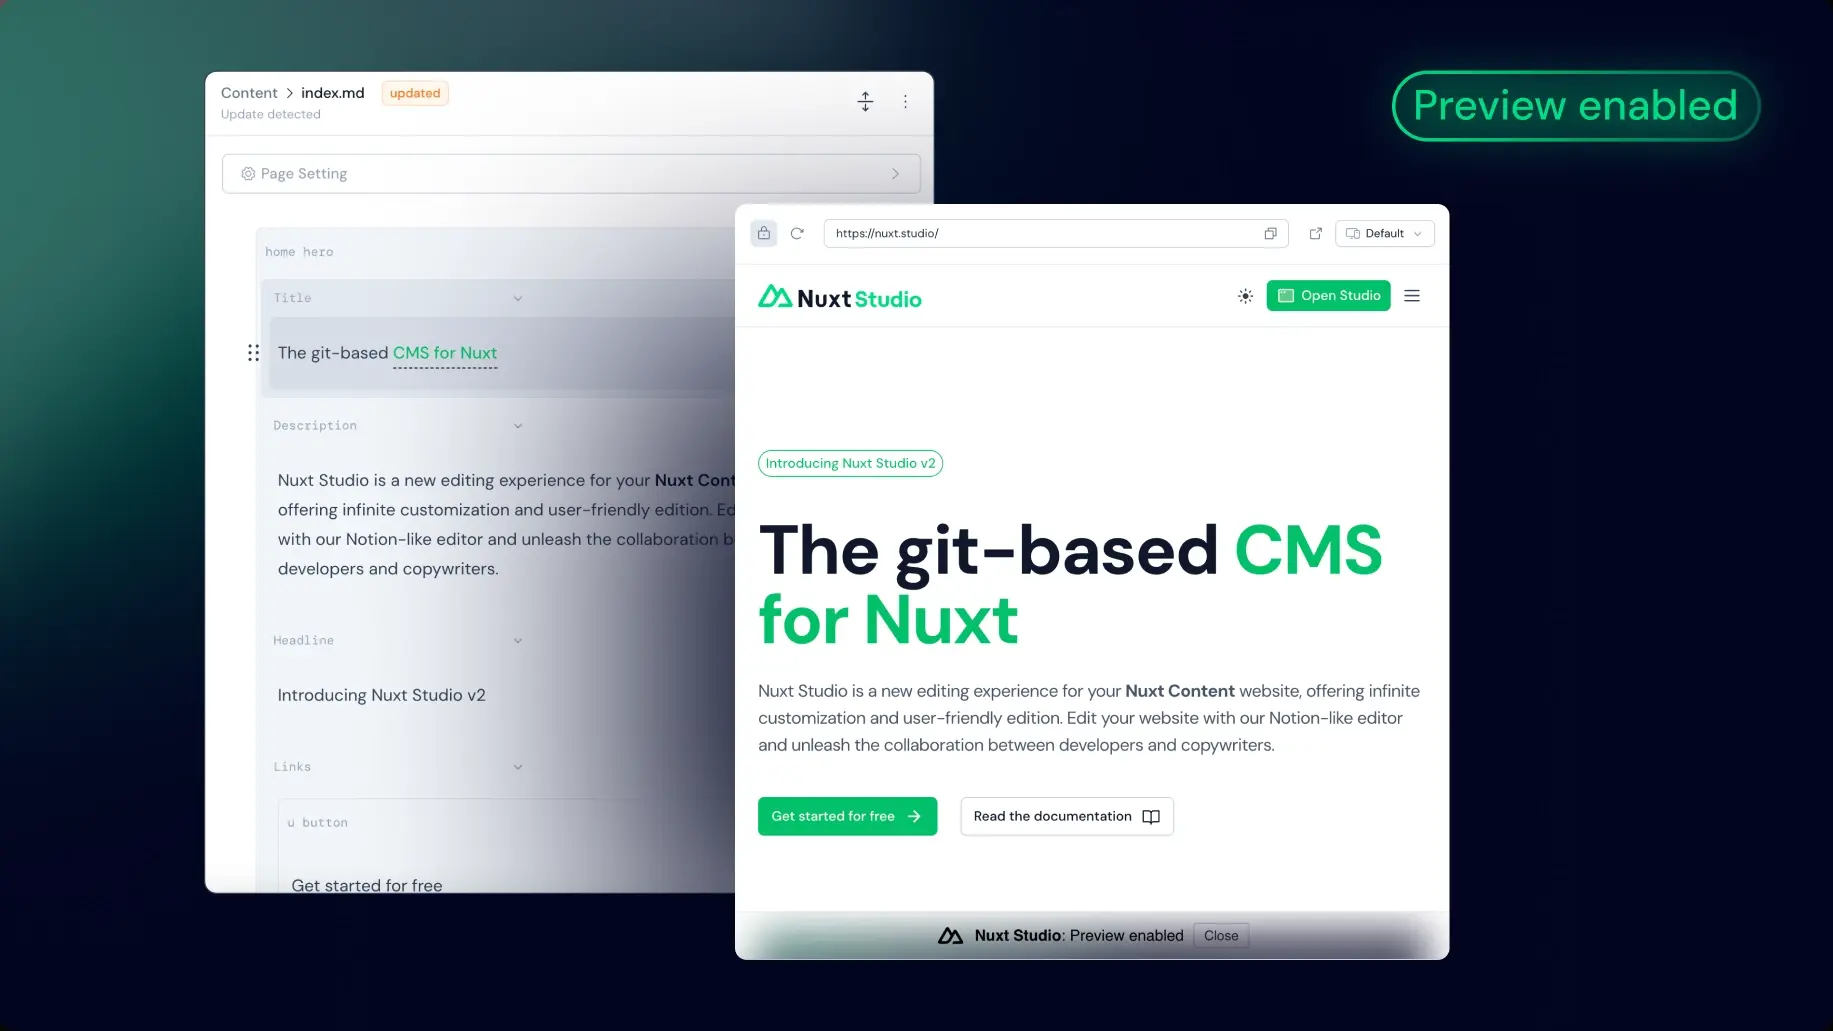 Content > index.md updated
Update detected
Preview enabled
Page Setting
home hero
Title
The git-based CMS for Nuxt
Description
Nuxt Studio is a new editing experience for your Nuxt Cont
offering infinite customization and user-friendly edition. Ed
with our Notion-like editor and unleash the collaboration b
developers and copywriters.
Headline
Introducing Nuxt Studio v2
Links
u button
Get started for free
https://nuxt.studio/
Default
Nuxt Studio
Open Studio
Introducing Nuxt Studio v2
The git-based CMS
for Nuxt
Nuxt Studio is a new editing experience for your Nuxt Content website, offering infinite
customization and user-friendly edition. Edit your website with our Notion-like editor
and unleash the collaboration between developers and copywriters.
Get started for free
Read the documentation
Nuxt Studio: Preview enabled Close